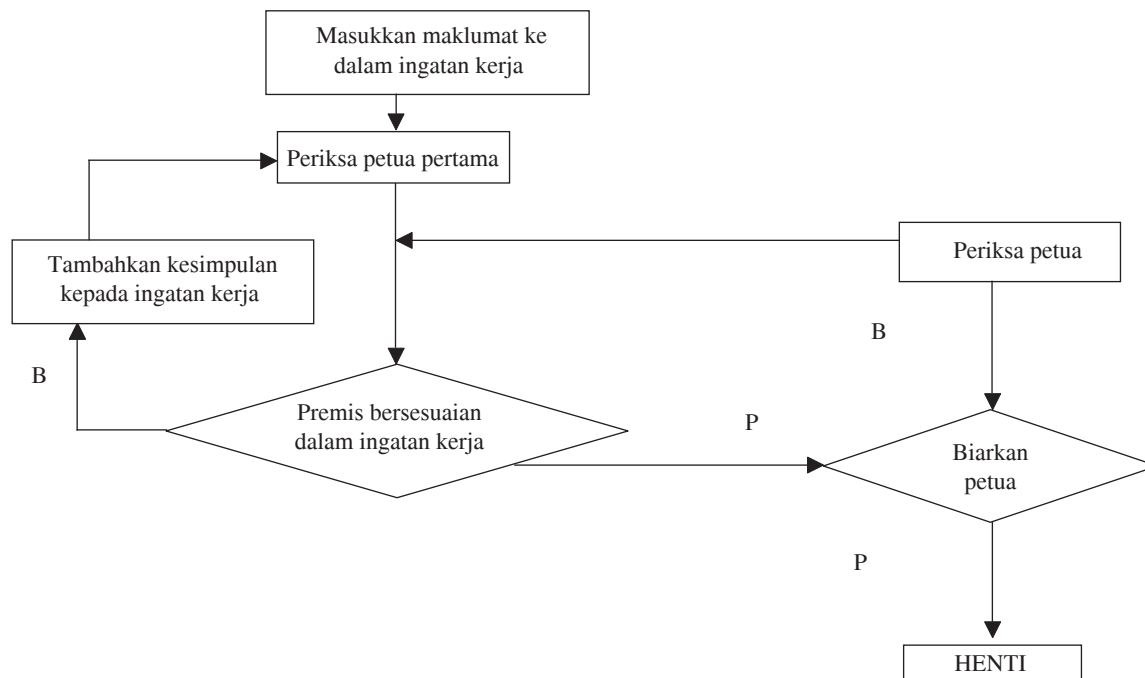 Masukkan maklumat ke
dalam ingatan kerja
Periksa petua pertama
Tambahkan kesimpulan
kepada ingatan kerja
Periksa petua
B
B
Premis bersesuaian
dalam ingatan kerja
P
Biarkan
petua
P
HENTI